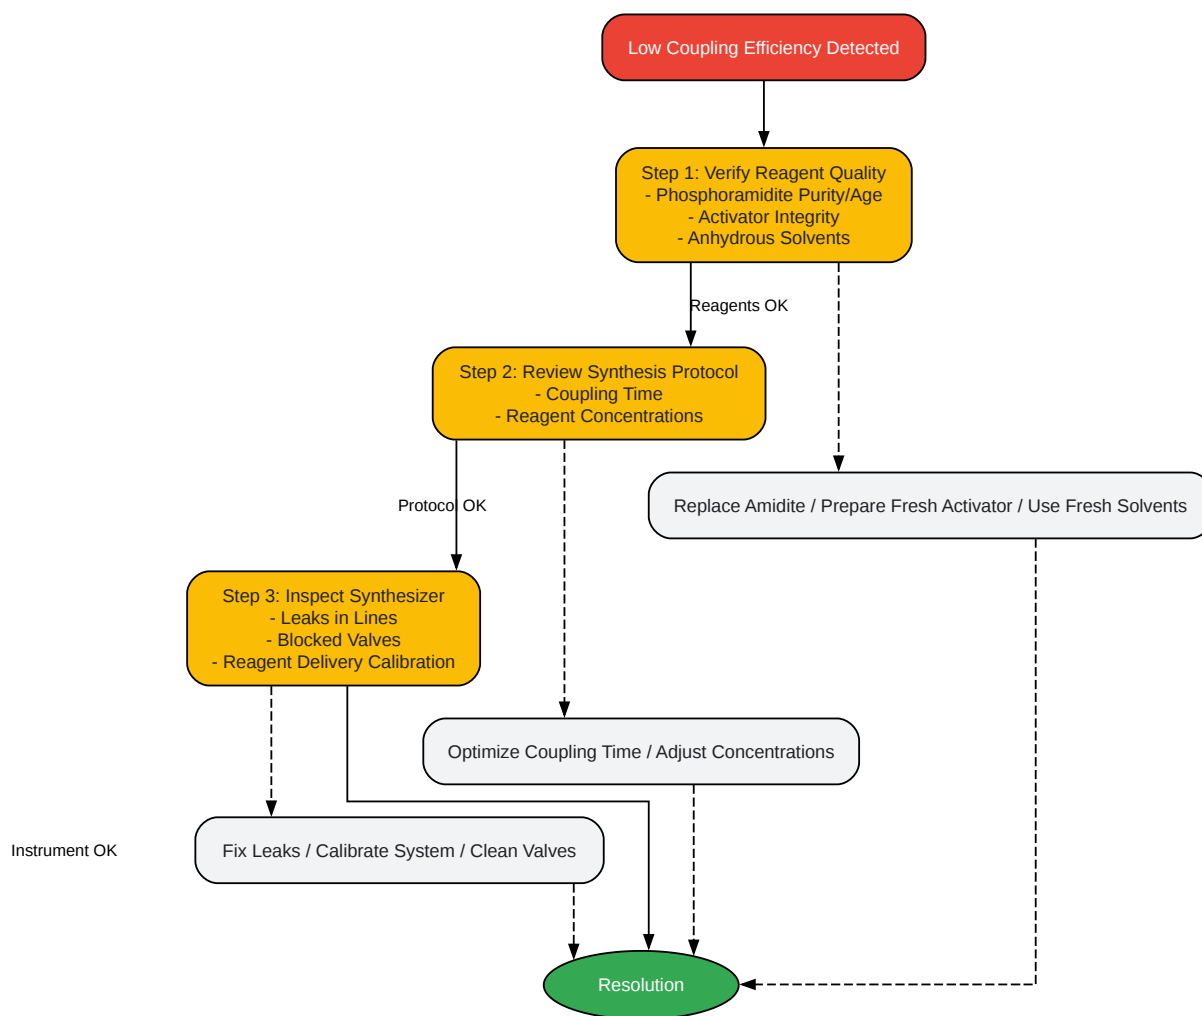 Low Coupling Efficiency Detected
Step 1: Verify Reagent Quality
- Phosphoramidite Purity/Age
- Activator Integrity
- Anhydrous Solvents
Reagents OK
Step 2: Review Synthesis Protocol
- Coupling Time
- Reagent Concentrations
Protocol OK
Replace Amidite / Prepare Fresh Activator / Use Fresh Solvents
Step 3: Inspect Synthesizer
- Leaks in Lines
- Blocked Valves
- Reagent Delivery Calibration
Optimize Coupling Time / Adjust Concentrations
Instrument OK
Fix Leaks / Calibrate System / Clean Valves
Resolution